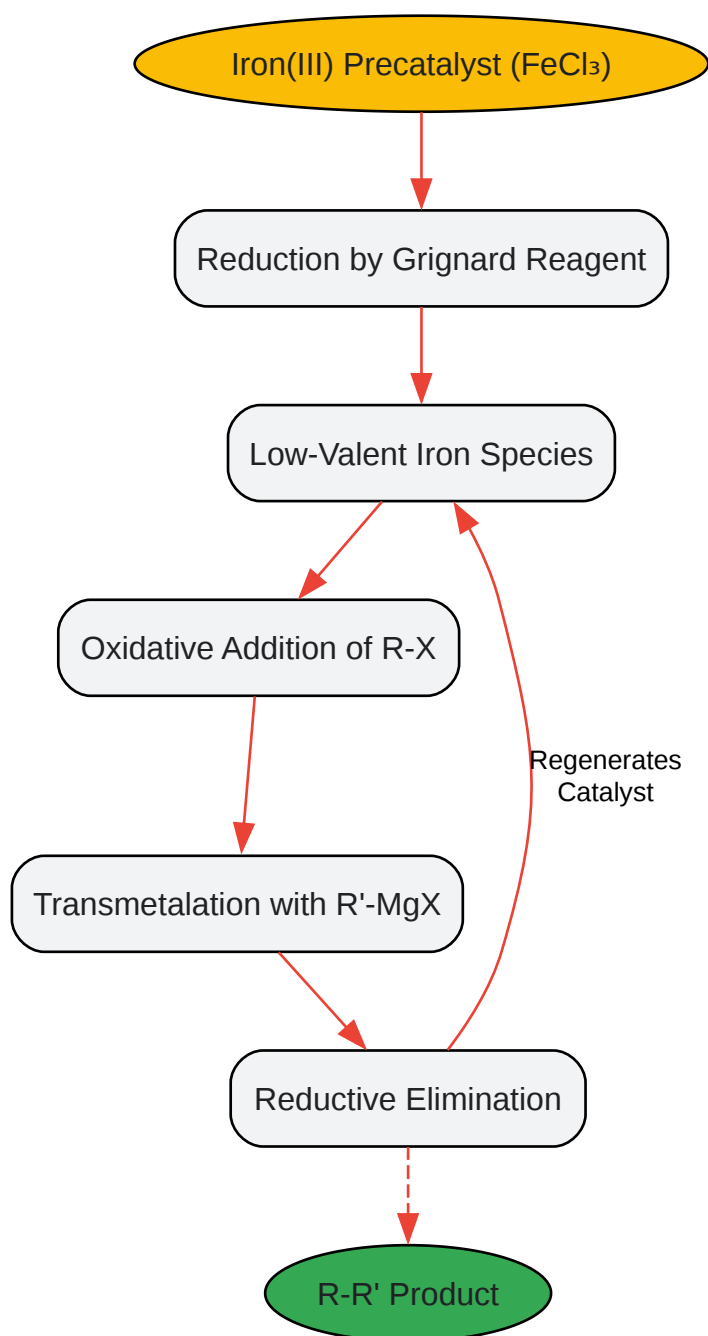 Iron(III) Precatalyst (FeCl₃)
Reduction by Grignard Reagent
Low-Valent Iron Species
Oxidative Addition of R-X
Regenerates
Catalyst
Transmetalation with R'-MgX
Reductive Elimination
R-R' Product